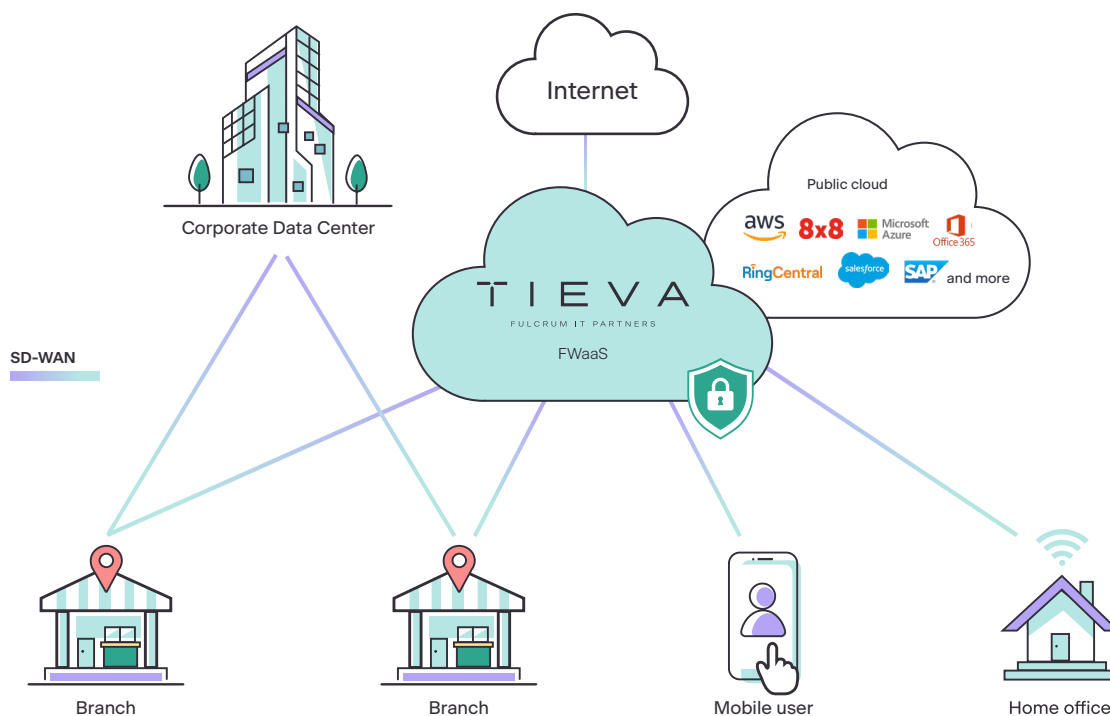 Internet
Public cloud
aws
8x8
Microsoft
Azure
Office 365
RingCentral
salesforce
SAP
and more
Corporate Data Center
TIEVA
FULCRUM IT PARTNERS
FWaaS
SD-WAN
Branch
Branch
Mobile user
Home office